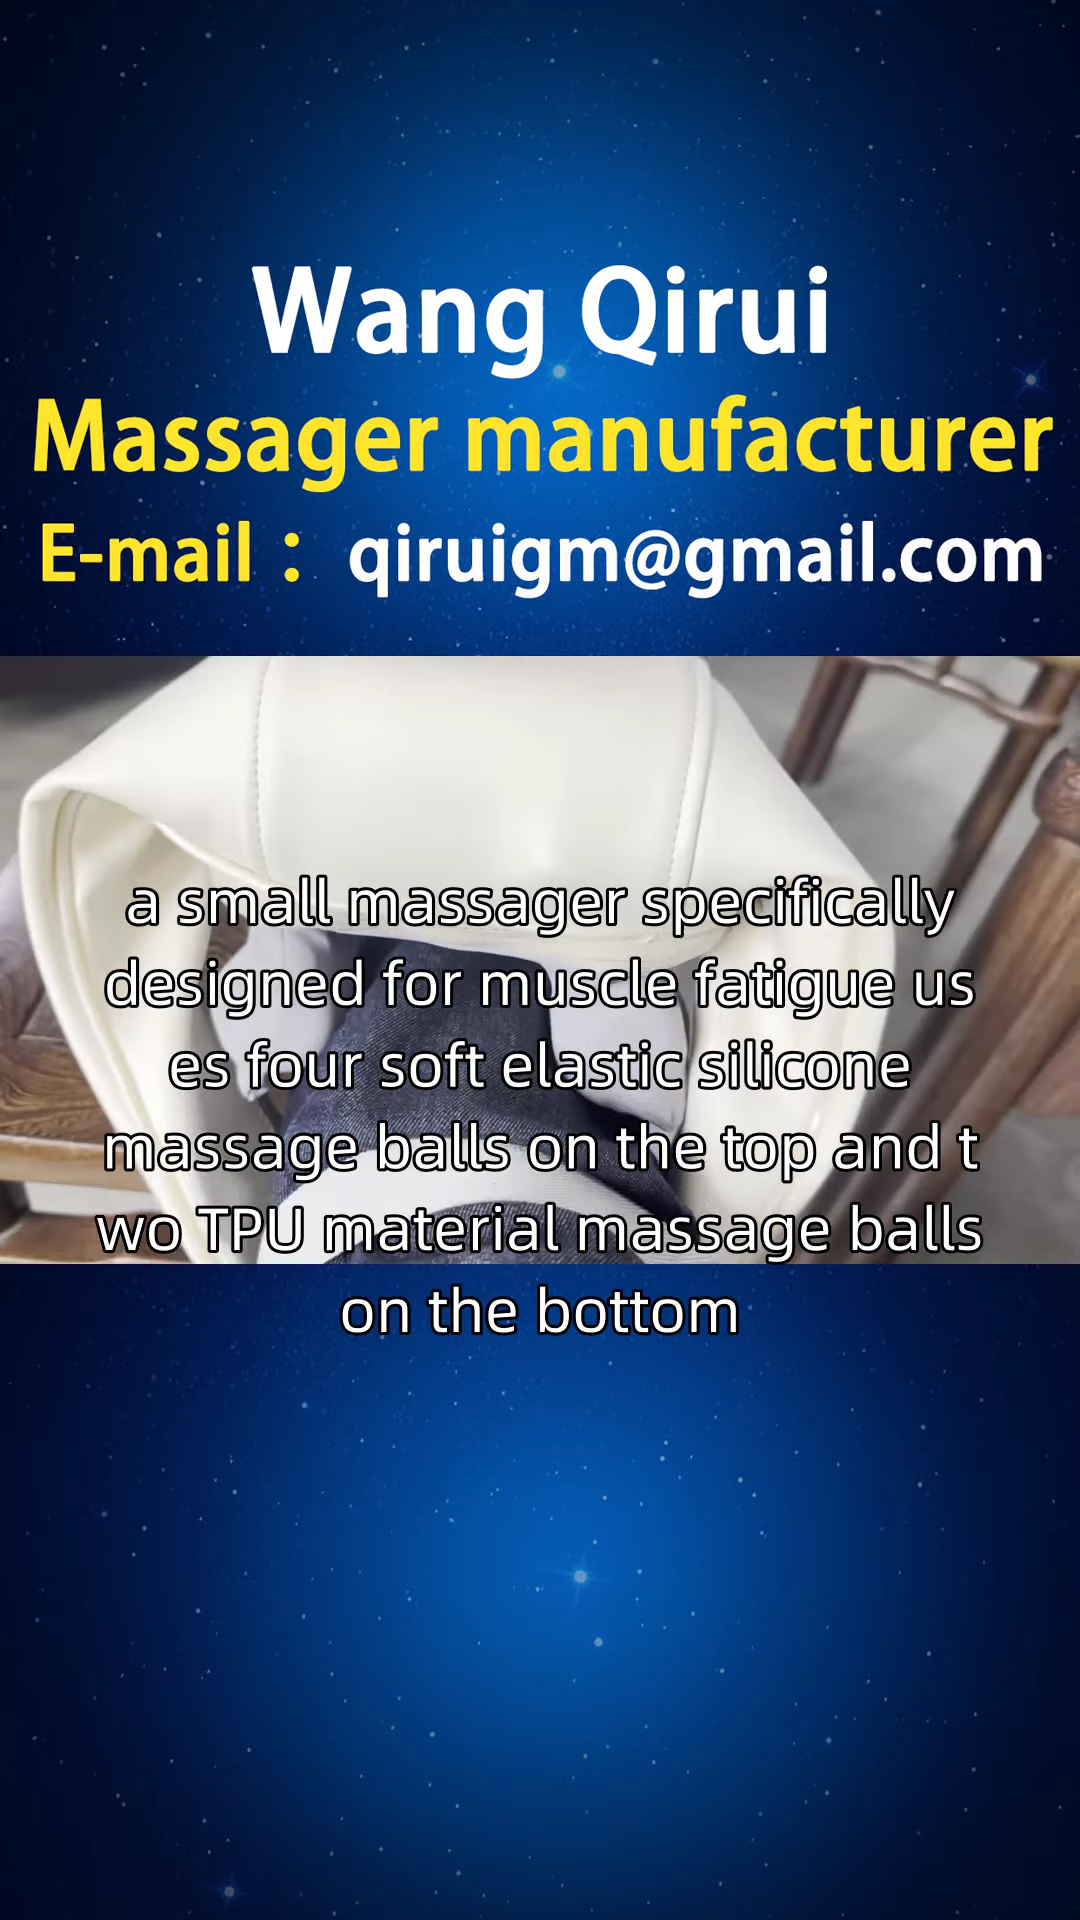 Wang Qirui
Massager manufacturer
E-mail： qiruigm@gmail.com
a small massager specifically
designed for muscle fatigue us
es four soft elastic silicone
massage balls on the top and t
wo TPU material massage balls
on the bottom